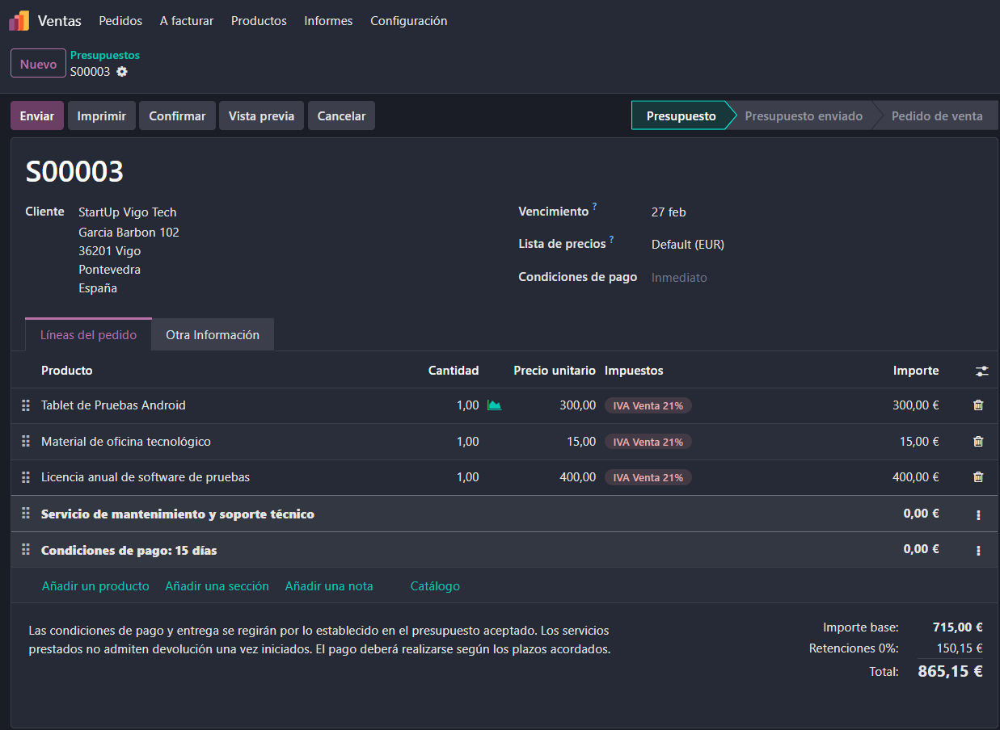 Ventas Pedidos A facturar Productos Informes Configuración
Nuevo
Presupuestos
S00003
Enviar Imprimir Confirmar Vista previa Cancelar
Presupuesto Presupuesto enviado Pedido de venta
S00003
Cliente StartUp Vigo Tech
Garcia Barbon 102
36201 Vigo
Pontevedra
España
Vencimiento ? 27 feb
Lista de precios ? Default (EUR)
Condiciones de pago Inmediato
Líneas del pedido Otra Información
Producto Cantidad Precio unitario Impuestos Importe
Tablet de Pruebas Android 1,00 300,00 IVA Venta 21% 300,00 €
Material de oficina tecnológico 1,00 15,00 IVA Venta 21% 15,00 €
Licencia anual de software de pruebas 1,00 400,00 IVA Venta 21% 400,00 €
Servicio de mantenimiento y soporte técnico 0,00 €
Condiciones de pago: 15 días 0,00 €
Añadir un producto Añadir una sección Añadir una nota Catálogo
Las condiciones de pago y entrega se regirán por lo establecido en el presupuesto aceptado. Los servicios
prestados no admiten devolución una vez iniciados. El pago deberá realizarse según los plazos acordados.
Importe base: 715,00 €
Retenciones 0%: 150,15 €
Total: 865,15 €